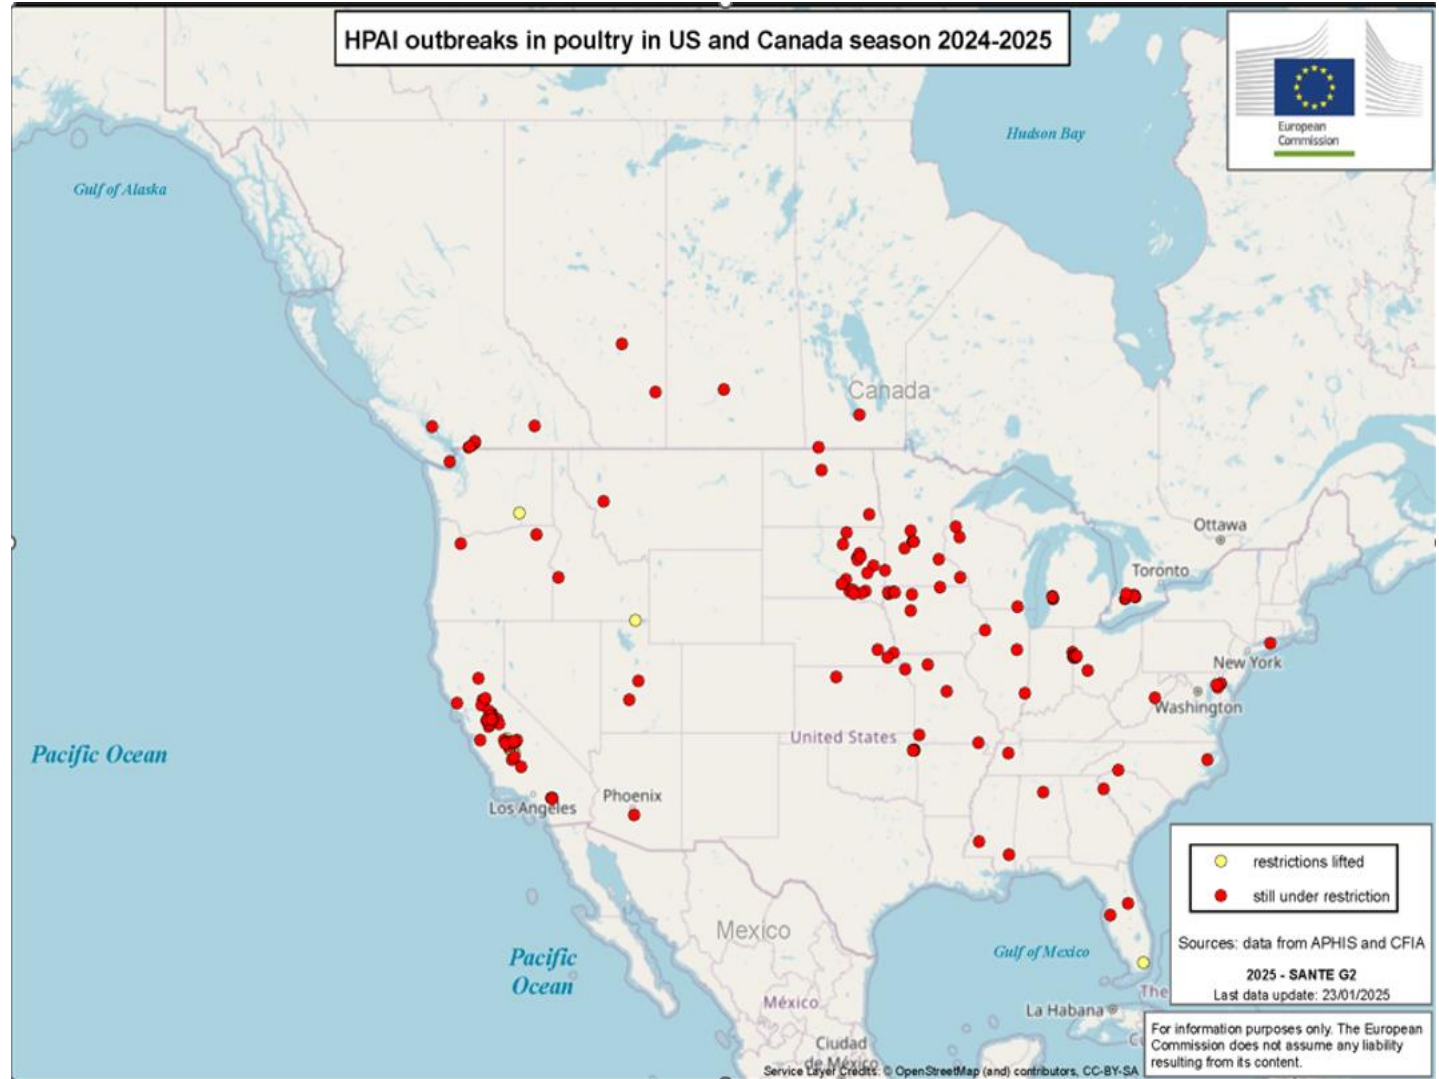 HPAI outbreaks in poultry in US and Canada season 2024-2025
European
Commission
Hudson Bay
Gulf of Alaska
Canada
Ottawa
Toronto
New York
Washington
United States
Pacific Ocean
Los Angeles
Phoenix
Mexico
Pacific
Ocean
Gulf of Mexico
México
La Habana
The
Ciudad
de México
restrictions lifted
still under restriction
Sources: data from APHIS and CFIA
2025 - SANTE G2
Last data update: 23/01/2025
For information purposes only. The European
Commission does not assume any liability
resulting from its content.
Service Layer Credits: © OpenStreetMap (and) contributors, CC-BY-SA